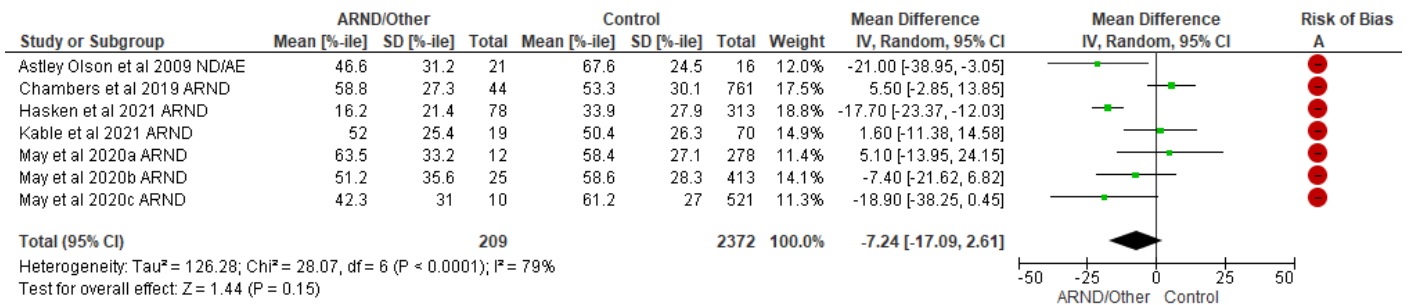 ARND/Other Control Mean Difference Mean Difference Risk of Bias
Study or Subgroup Mean [%-ile] SD [%-ile] Total Mean [%-ile] SD [%-ile] Total Weight IV, Random, 95% CI IV, Random, 95% CI A
Astley Olson et al 2009 ND/AE 46.6 31.2 21 67.6 24.5 16 12.0% -21.00 [-38.95, -3.05]
Chambers et al 2019 ARND 58.8 27.3 44 53.3 30.1 761 17.5% 5.50 [-2.85, 13.85]
Hasken et al 2021 ARND 16.2 21.4 78 33.9 27.9 313 18.8% -17.70 [-23.37, -12.03]
Kable et al 2021 ARND 52 25.4 19 50.4 26.3 70 14.9% 1.60 [-11.38, 14.58]
May et al 2020a ARND 63.5 33.2 12 58.4 27.1 278 11.4% 5.10 [-13.95, 24.15]
May et al 2020b ARND 51.2 35.6 25 58.6 28.3 413 14.1% -7.40 [-21.62, 6.82]
May et al 2020c ARND 42.3 31 10 61.2 27 521 11.3% -18.90 [-38.25, 0.45]
Total (95% CI) 209 2372 100.0% -7.24 [-17.09, 2.61]
Heterogeneity: Tau² = 126.28; Chi² = 28.07, df = 6 (P < 0.0001); I² = 79%
Test for overall effect: Z = 1.44 (P = 0.15)
-50 -25 0 25 50
ARND/Other Control